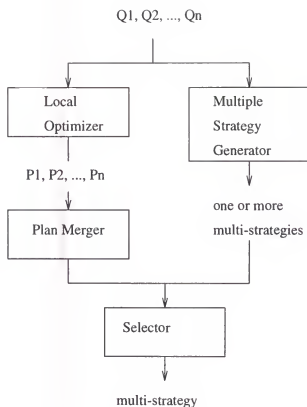 Q1, Q2, ..., Qn
Local
Optimizer
Multiple
Strategy
Generator
P1, P2, ..., Pn
one or more
multi-strategies
Plan Merger
Selector
multi-strategy